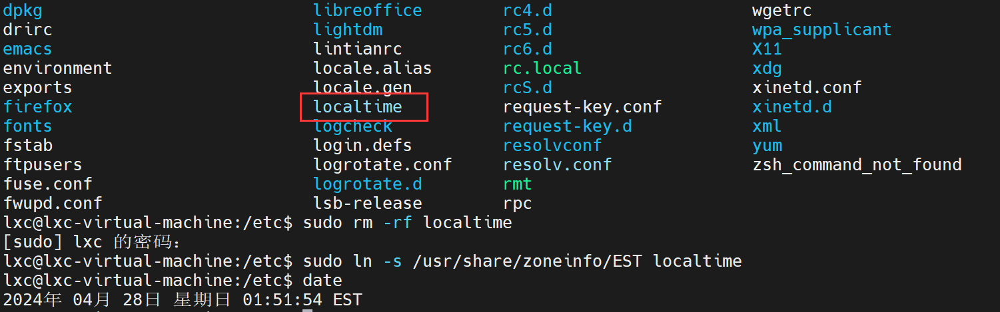 dpkg libreoffice rc4.d wgetrc
drirc lightdm rc5.d wpa_supplicant
emacs lintianrc rc6.d X11
environment locale.alias rc.local xdg
exports locale.gen rcS.d xinetd.conf
firefox localtime request-key.conf xinetd.d
fonts logcheck request-key.d xml
fstab login.defs resolvconf yum
ftpusers logrotate.conf resolv.conf zsh_command_not_found
fuse.conf logrotate.d rmt
fwupd.conf lsb-release rpc
lxc@lxc-virtual-machine:/etc$ sudo rm -rf localtime
[sudo] lxc 的密码：
lxc@lxc-virtual-machine:/etc$ sudo ln -s /usr/share/zoneinfo/EST localtime
lxc@lxc-virtual-machine:/etc$ date
2024年 04月 28日 星期日 01:51:54 EST